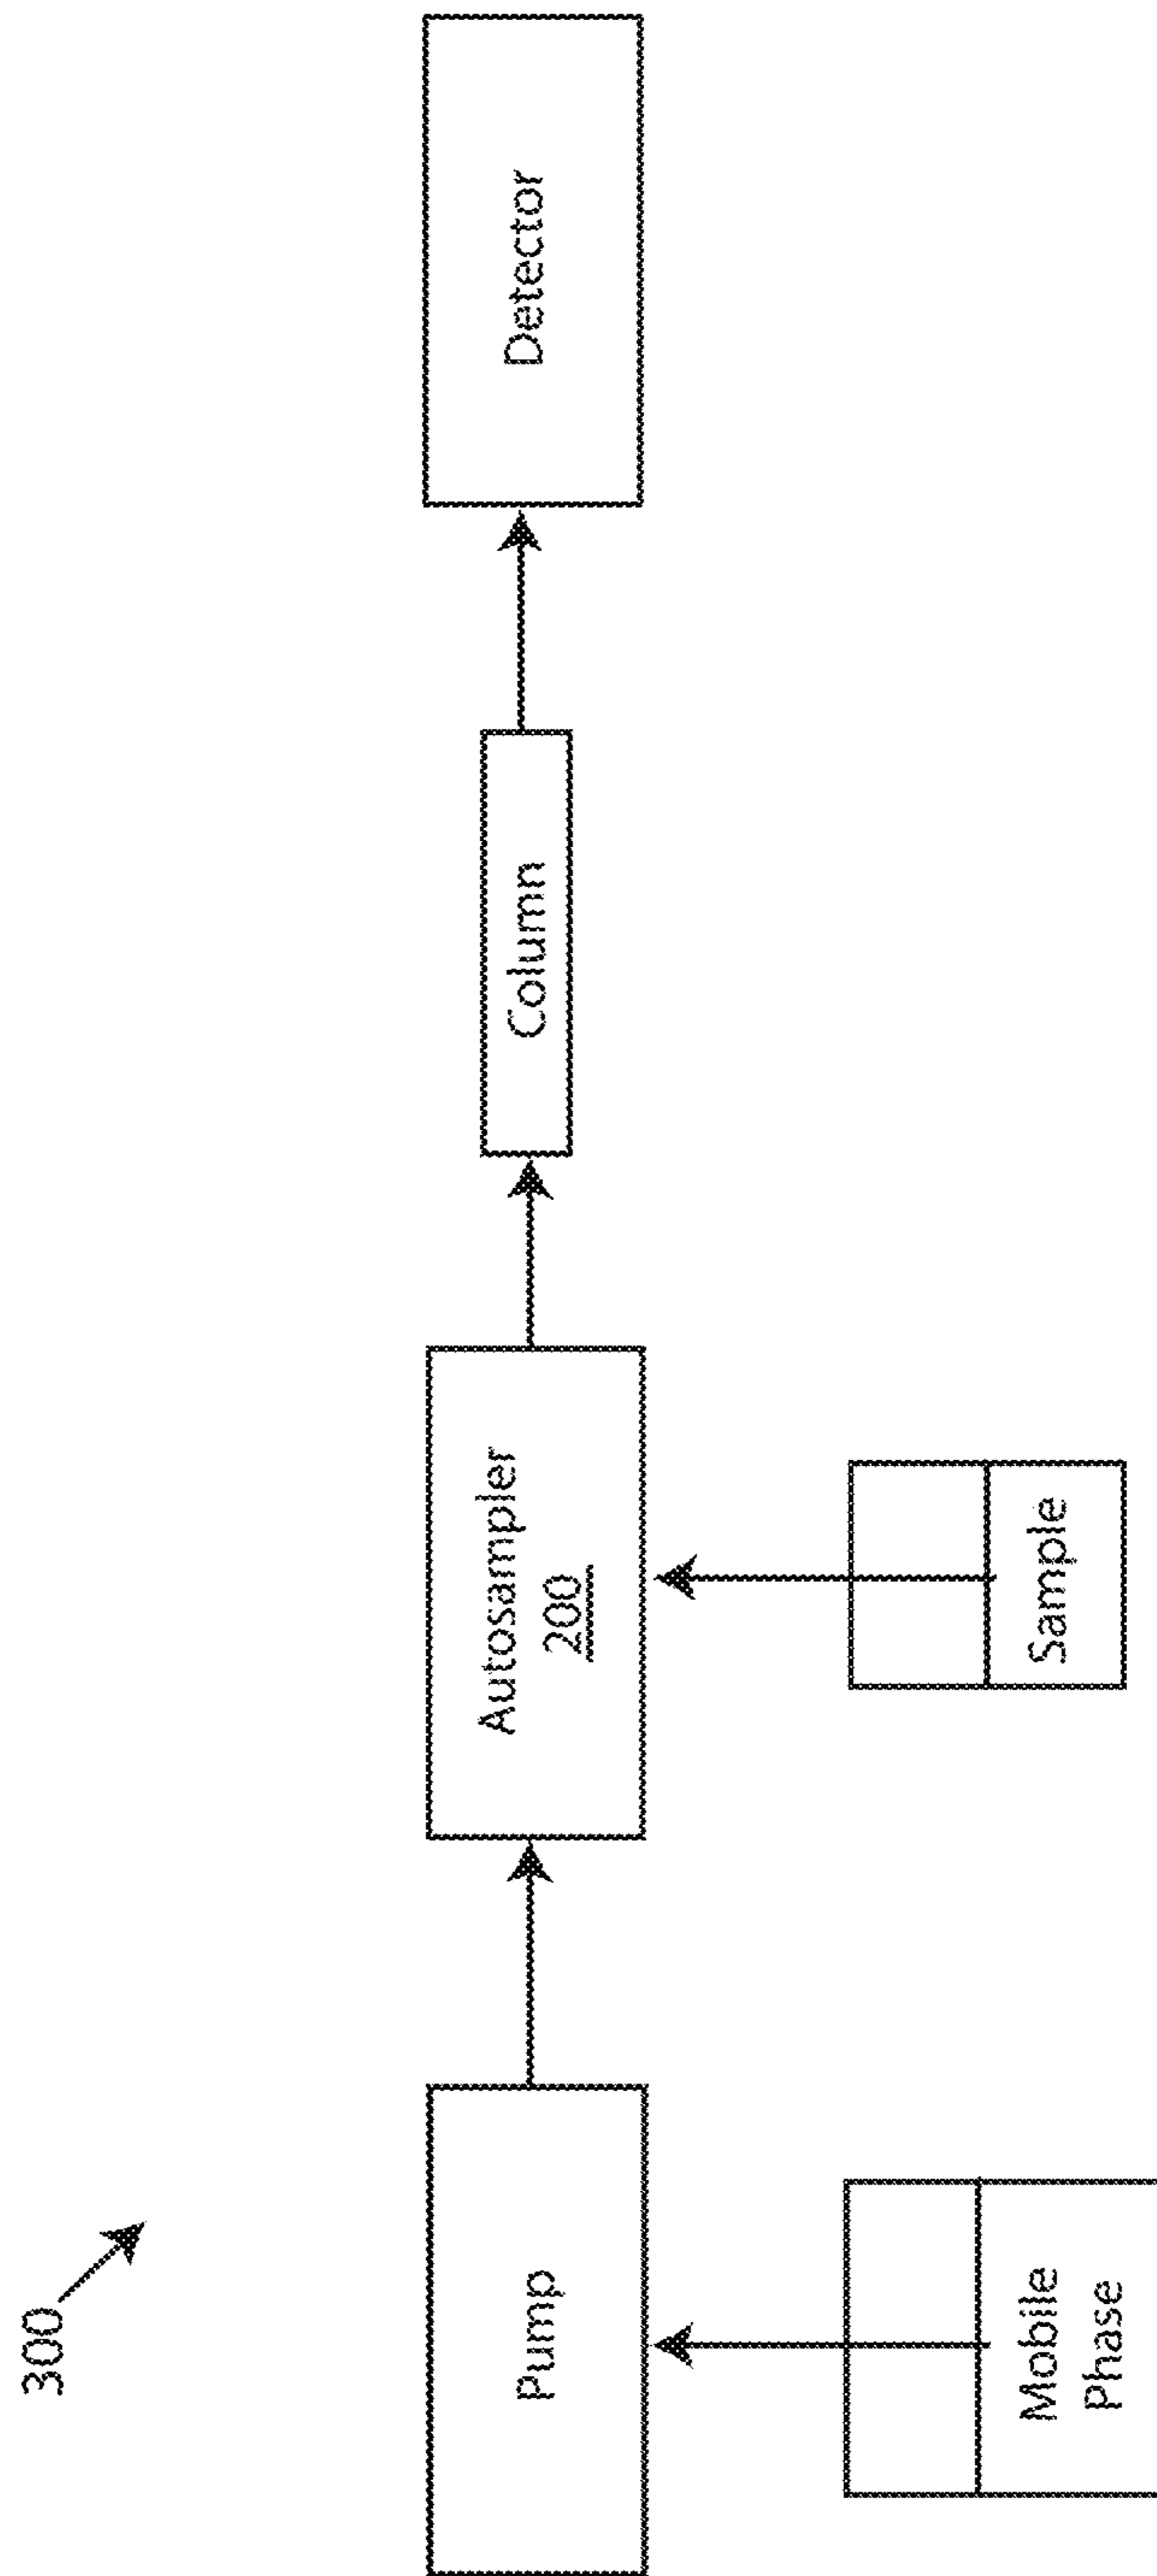 300
Pump
Autosampler
200
Column
Detector
Mobile
Phase
Sample